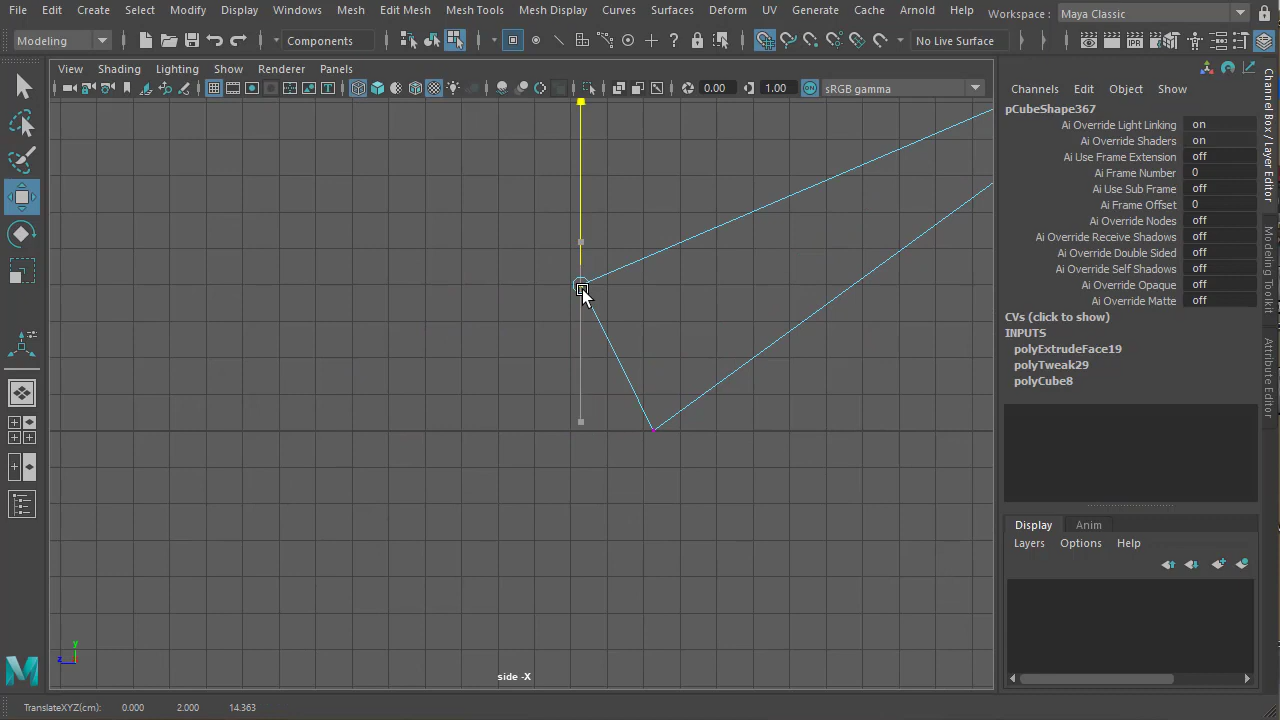 File Edit Create Select Modify Display Windows Mesh Edit Mesh Mesh Tools Mesh Display Curves Surfaces Deform UV Generate Cache Arnold Help Workspace : Maya Classic
Modeling Components No Live Surface
View Shading Lighting Show Renderer Panels
0.00 1.00 ON sRGB gamma
Channels Edit Object Show
pCubeShape367
Ai Override Light Linking on
Ai Override Shaders on
Ai Use Frame Extension off
Ai Frame Number 0
Ai Use Sub Frame off
Ai Frame Offset 0
Ai Override Nodes off
Ai Override Receive Shadows off
Ai Override Double Sided off
Ai Override Self Shadows off
Ai Override Opaque off
Ai Override Matte off
CVs (click to show)
INPUTS
polyExtrudeFace19
polyTweak29
polyCube8
Display Anim
Layers Options Help
Channel Box / Layer Editor
Modeling Toolkit
Attribute Editor
y
z
side -X
M
TranslateXYZ(cm): 0.000 2.000 14.363